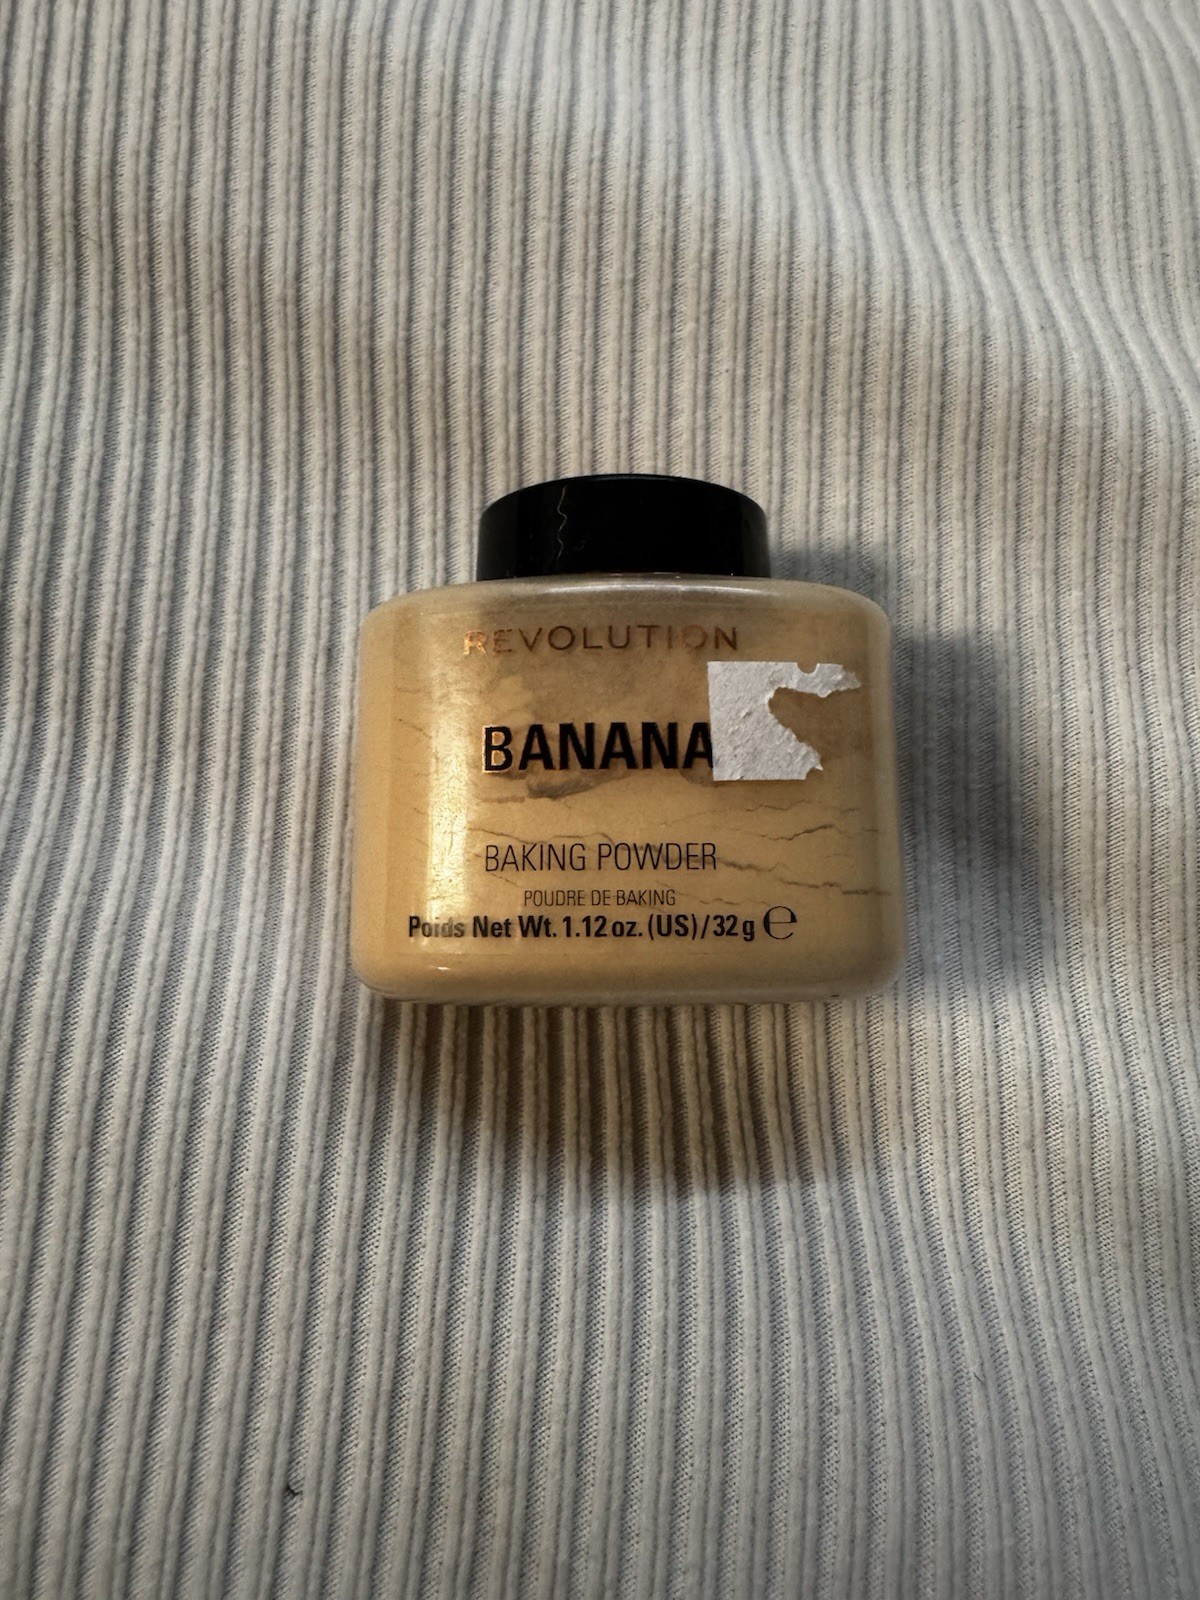 REVOLUTION
BANANA
BAKING POWDER
POUDRE DE BAKING
Poids Net Wt. 1.12 oz. (US)/32 g ℮